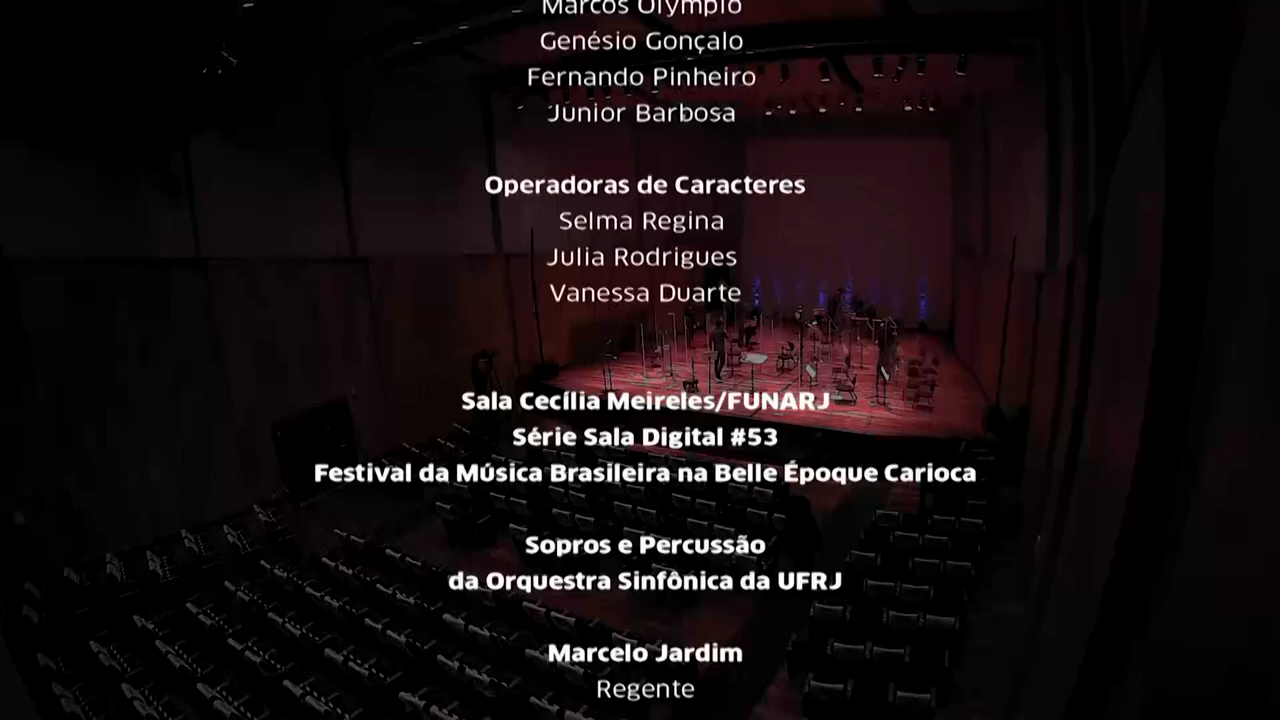 Marcos Olympio
Genésio Gonçalo
Fernando Pinheiro
Junior Barbosa
Operadoras de Caracteres
Selma Regina
Julia Rodrigues
Vanessa Duarte
Sala Cecília Meireles/FUNARJ
Série Sala Digital #53
Festival da Música Brasileira na Belle Époque Carioca
Sopros e Percussão
da Orquestra Sinfônica da UFRJ
Marcelo Jardim
Regente